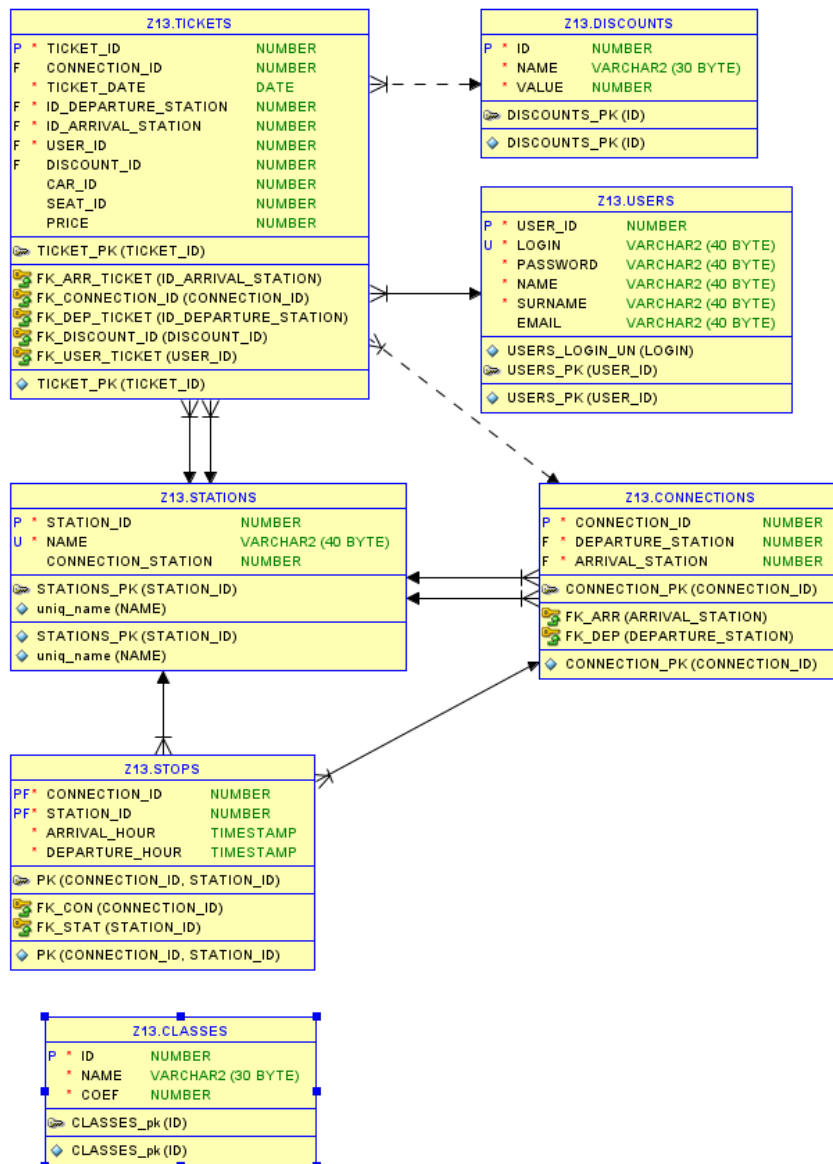 Z13.TICKETS
P * TICKET_ID NUMBER
F CONNECTION_ID NUMBER
* TICKET_DATE DATE
F * ID_DEPARTURE_STATION NUMBER
F * ID_ARRIVAL_STATION NUMBER
F * USER_ID NUMBER
F DISCOUNT_ID NUMBER
CAR_ID NUMBER
SEAT_ID NUMBER
PRICE NUMBER
TICKET_PK (TICKET_ID)
FK_ARR_TICKET (ID_ARRIVAL_STATION)
FK_CONNECTION_ID (CONNECTION_ID)
FK_DEP_TICKET (ID_DEPARTURE_STATION)
FK_DISCOUNT_ID (DISCOUNT_ID)
FK_USER_TICKET (USER_ID)
TICKET_PK (TICKET_ID)
Z13.DISCOUNTS
P * ID NUMBER
* NAME VARCHAR2 (30 BYTE)
* VALUE NUMBER
DISCOUNTS_PK (ID)
DISCOUNTS_PK (ID)
Z13.USERS
P * USER_ID NUMBER
U * LOGIN VARCHAR2 (40 BYTE)
* PASSWORD VARCHAR2 (40 BYTE)
* NAME VARCHAR2 (40 BYTE)
* SURNAME VARCHAR2 (40 BYTE)
EMAIL VARCHAR2 (40 BYTE)
USERS_LOGIN_UN (LOGIN)
USERS_PK (USER_ID)
USERS_PK (USER_ID)
Z13.STATIONS
P * STATION_ID NUMBER
U * NAME VARCHAR2 (40 BYTE)
CONNECTION_STATION NUMBER
STATIONS_PK (STATION_ID)
uniq_name (NAME)
STATIONS_PK (STATION_ID)
uniq_name (NAME)
Z13.CONNECTIONS
P * CONNECTION_ID NUMBER
F * DEPARTURE_STATION NUMBER
F * ARRIVAL_STATION NUMBER
CONNECTION_PK (CONNECTION_ID)
FK_ARR (ARRIVAL_STATION)
FK_DEP (DEPARTURE_STATION)
CONNECTION_PK (CONNECTION_ID)
Z13.STOPS
PF* CONNECTION_ID NUMBER
PF* STATION_ID NUMBER
* ARRIVAL_HOUR TIMESTAMP
* DEPARTURE_HOUR TIMESTAMP
PK (CONNECTION_ID, STATION_ID)
FK_CON (CONNECTION_ID)
FK_STAT (STATION_ID)
PK (CONNECTION_ID, STATION_ID)
Z13.CLASSES
P * ID NUMBER
* NAME VARCHAR2 (30 BYTE)
* COEF NUMBER
CLASSES_pk (ID)
CLASSES_pk (ID)